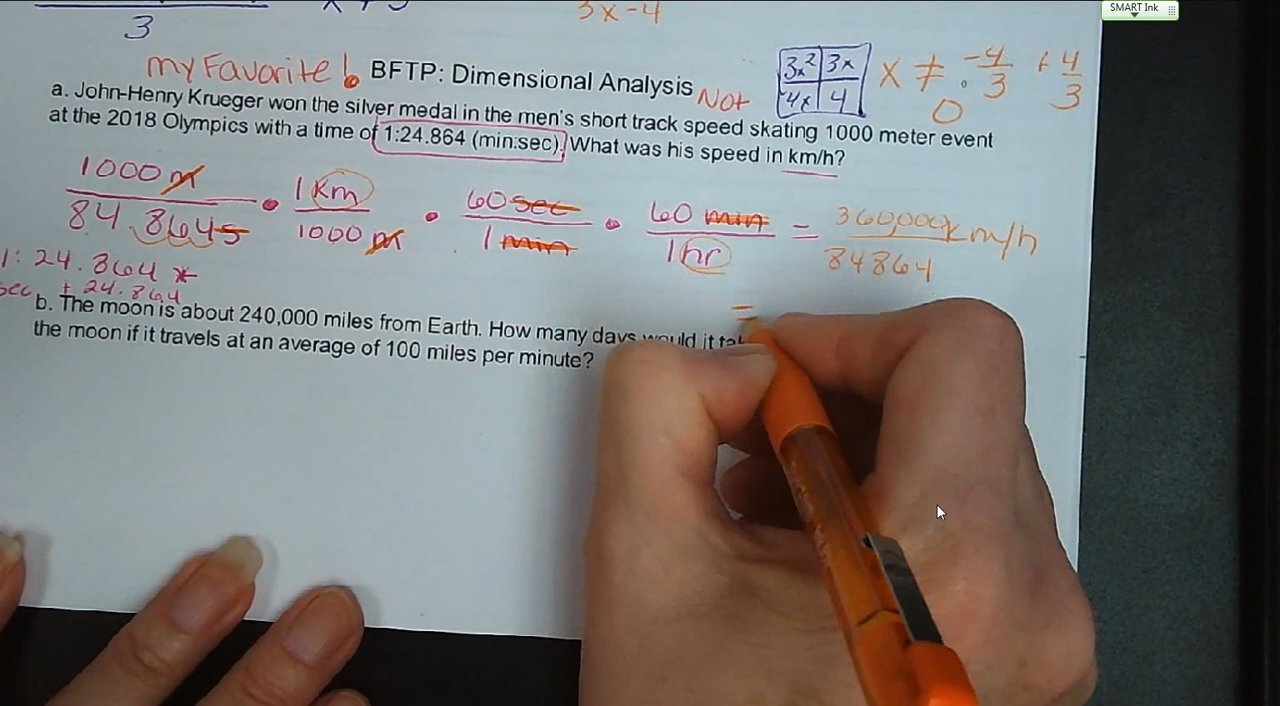 SMART Ink
3
3x-4
my Favorite! BFTP: Dimensional Analysis Not
3x² 3x
4x 4
x ≠ -4/3 + 4/3
0
a. John-Henry Krueger won the silver medal in the men's short track speed skating 1000 meter event
at the 2018 Olympics with a time of 1:24.864 (min:sec). What was his speed in km/h?
1000 m / 84.864 s • 1 Km / 1000 m • 60 sec / 1 min • 60 min / 1 hr = 360,000 km/h / 84864
1:24.864 *
sec + 24.864
=
b. The moon is about 240,000 miles from Earth. How many days would it
the moon if it travels at an average of 100 miles per minute?